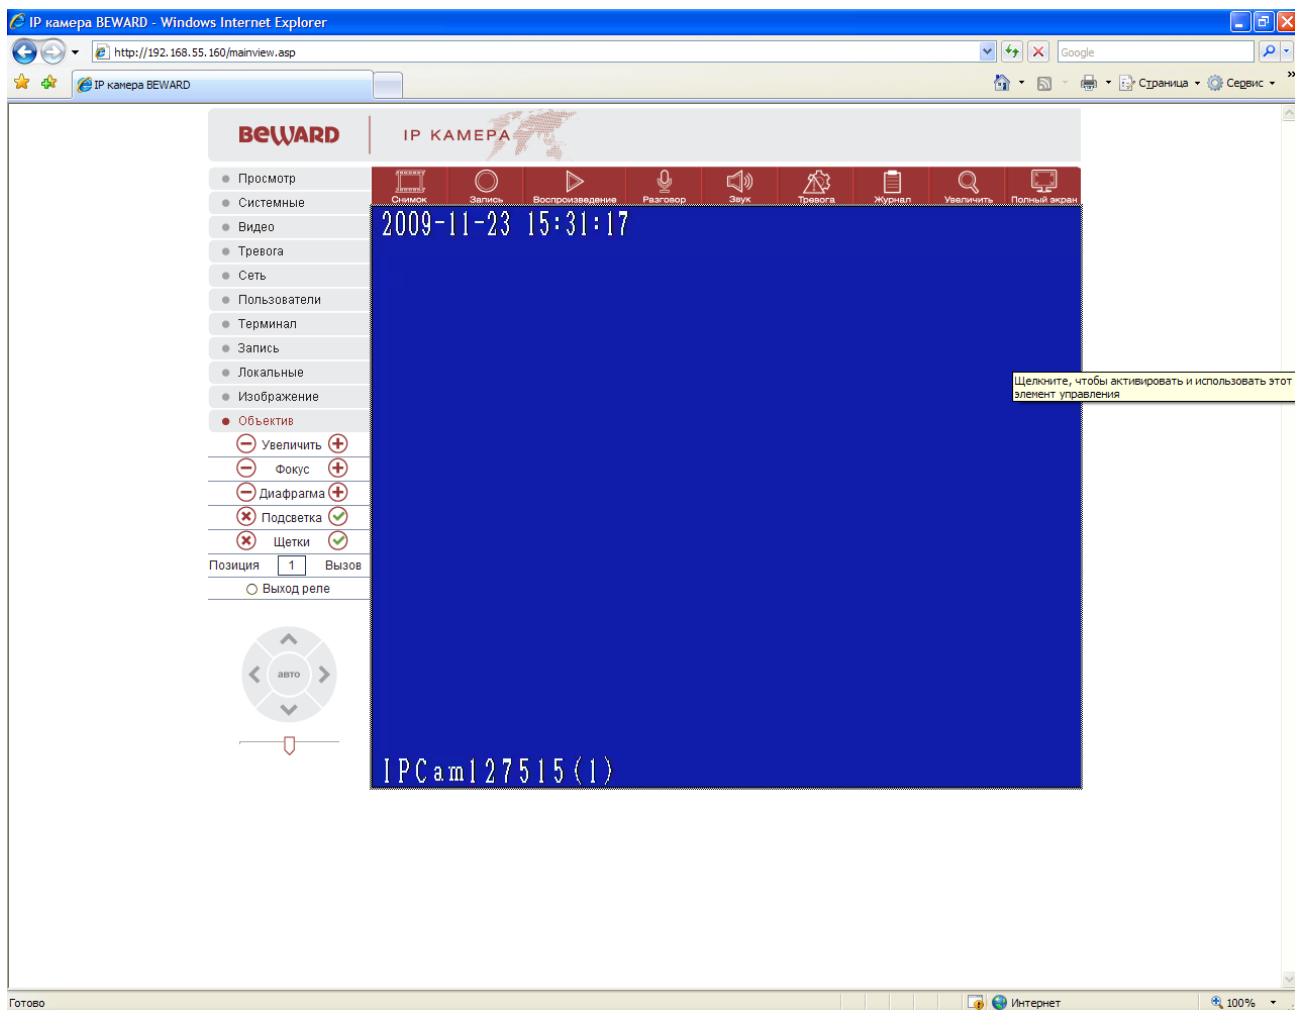 IP камера BEWARD - Windows Internet Explorer
http://192.168.55.160/mainview.asp
Google
IP камера BEWARD
Страница
Сервис
»
BEWARD
IP КАМЕРА
Просмотр
Системные
Видео
Тревога
Сеть
Пользователи
Терминал
Запись
Локальные
Изображение
Объектив
Увеличить
Фокус
Диафрагма
Подсветка
Щетки
Позиция 1 Вызов
Выход реле
авто
Снимок Запись Воспроизведение Разговор Звук Тревога Журнал Увеличить Полный экран
2009-11-23 15:31:17
Щелкните, чтобы активировать и использовать этот
элемент управления
IPCam127515(1)
Готово
Интернет
100%